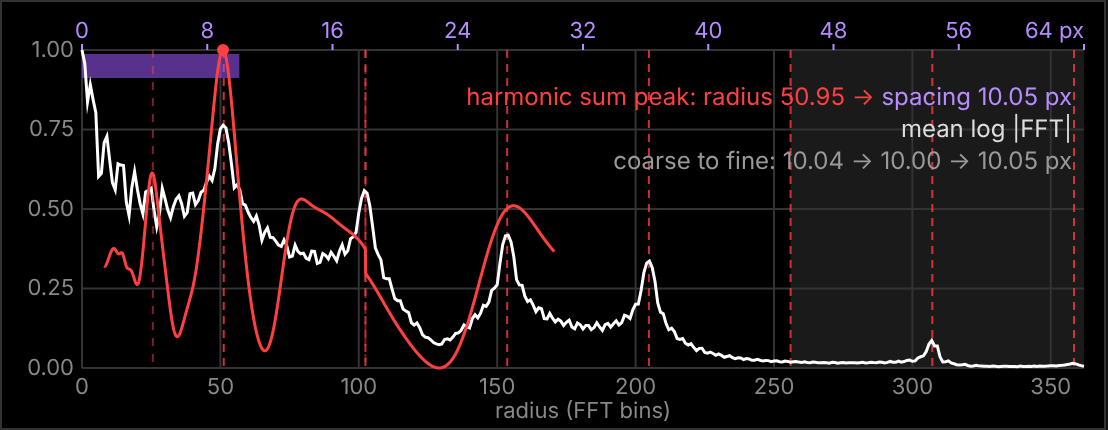 0 8 16 24 32 40 48 56 64 px
1.00
harmonic sum peak: radius 50.95 → spacing 10.05 px
0.75
mean log |FFT|
coarse to fine: 10.04 → 10.00 → 10.05 px
0.50
0.25
0.00
0 50 100 150 200 250 300 350
radius (FFT bins)